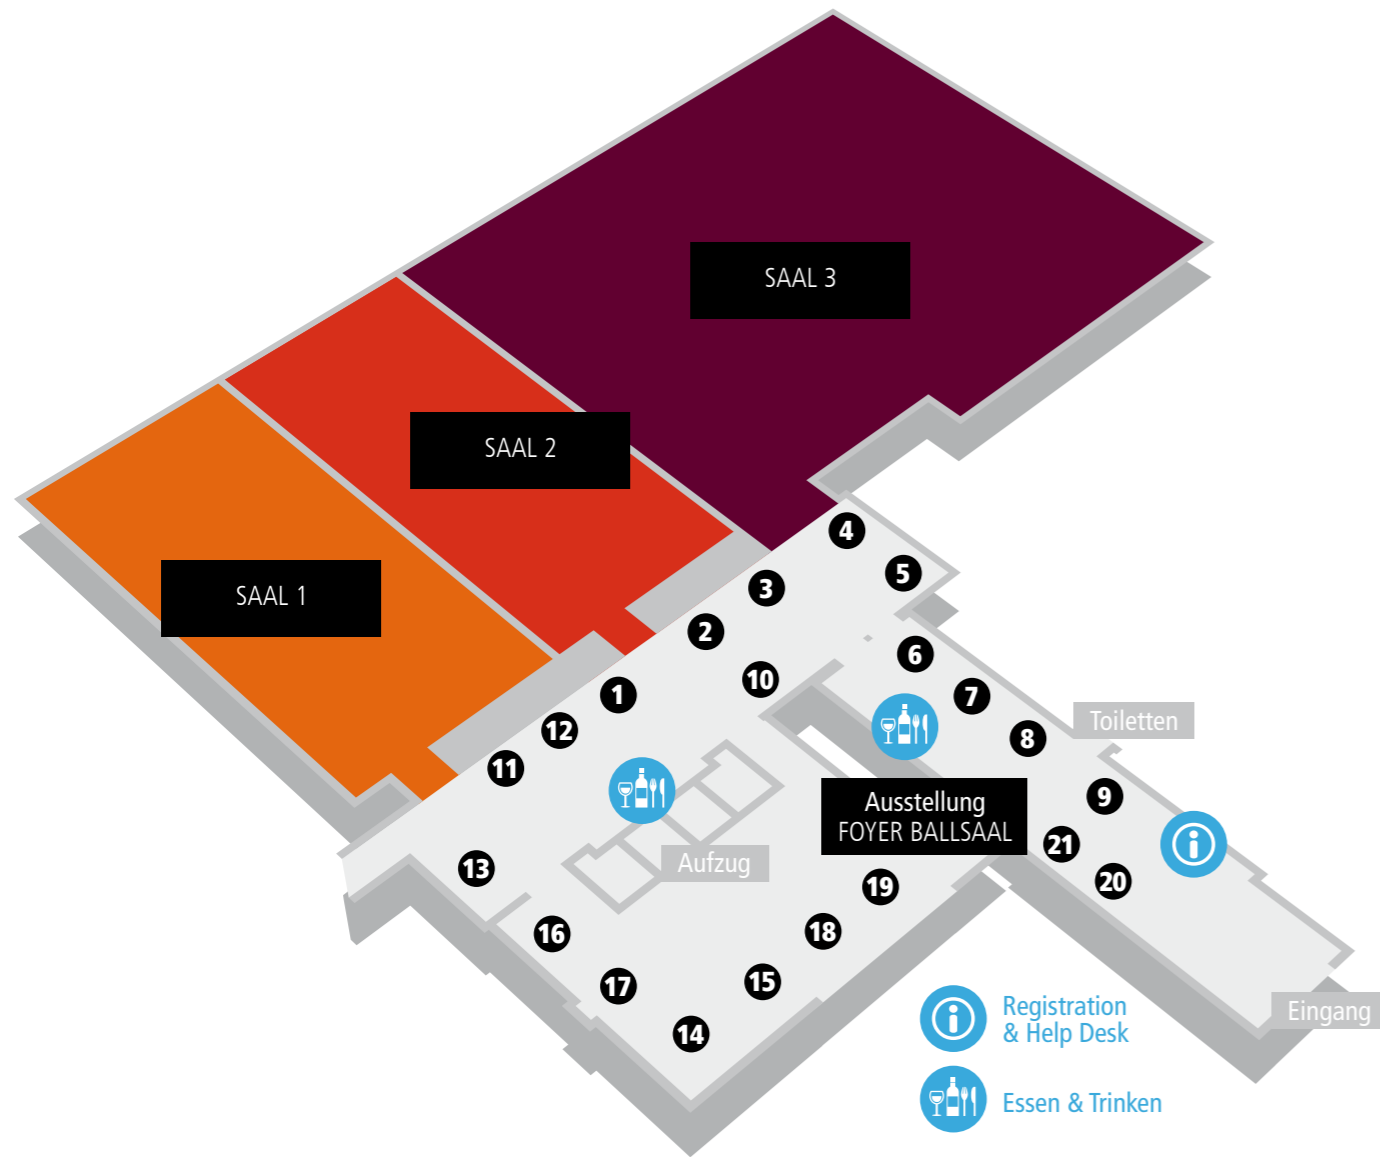 SAAL 3
SAAL 2
SAAL 1
4
5
3
2
6
10
1
7
12
8
Toiletten
11
9
Ausstellung
FOYER BALLSAAL
21
13
Aufzug
20
19
16
18
17
15
14
Registration
& Help Desk
Eingang
Essen & Trinken